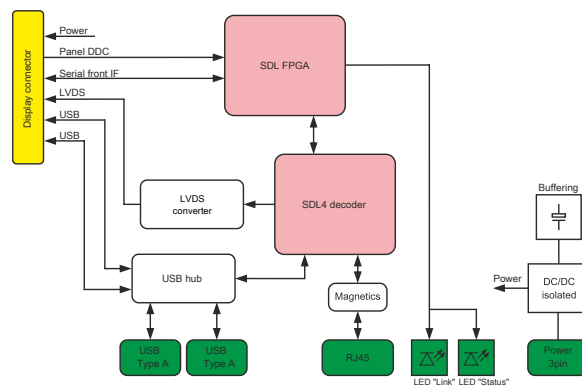 Power
Panel DDC
Serial front IF
LVDS
USB
USB
Display connector
SDL FPGA
SDL4 decoder
LVDS
converter
USB hub
Magnetics
USB
Type A
USB
Type A
RJ45
LED "Link"
LED "Status"
Buffering
Power
DC/DC
isolated
Power
3pin